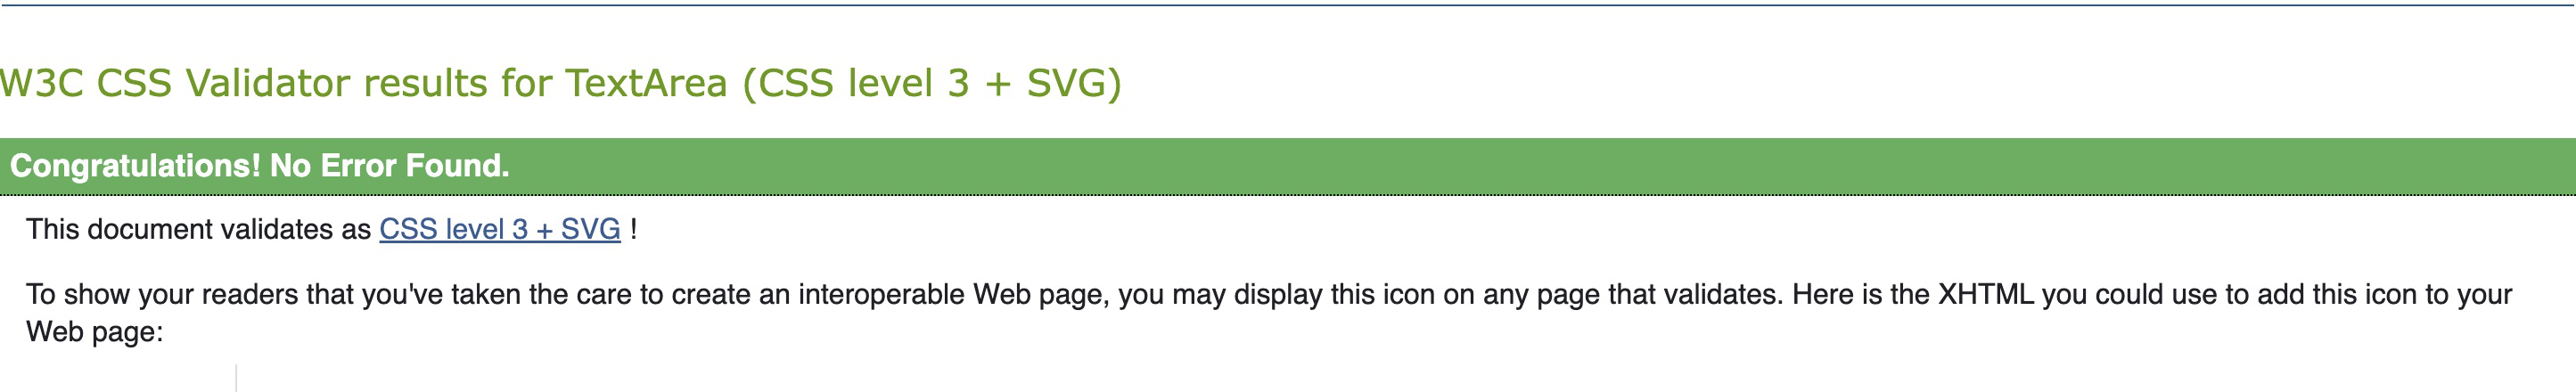 W3C CSS Validator results for TextArea (CSS level 3 + SVG)
Congratulations! No Error Found.
This document validates as CSS level 3 + SVG !
To show your readers that you've taken the care to create an interoperable Web page, you may display this icon on any page that validates. Here is the XHTML you could use to add this icon to your
Web page: